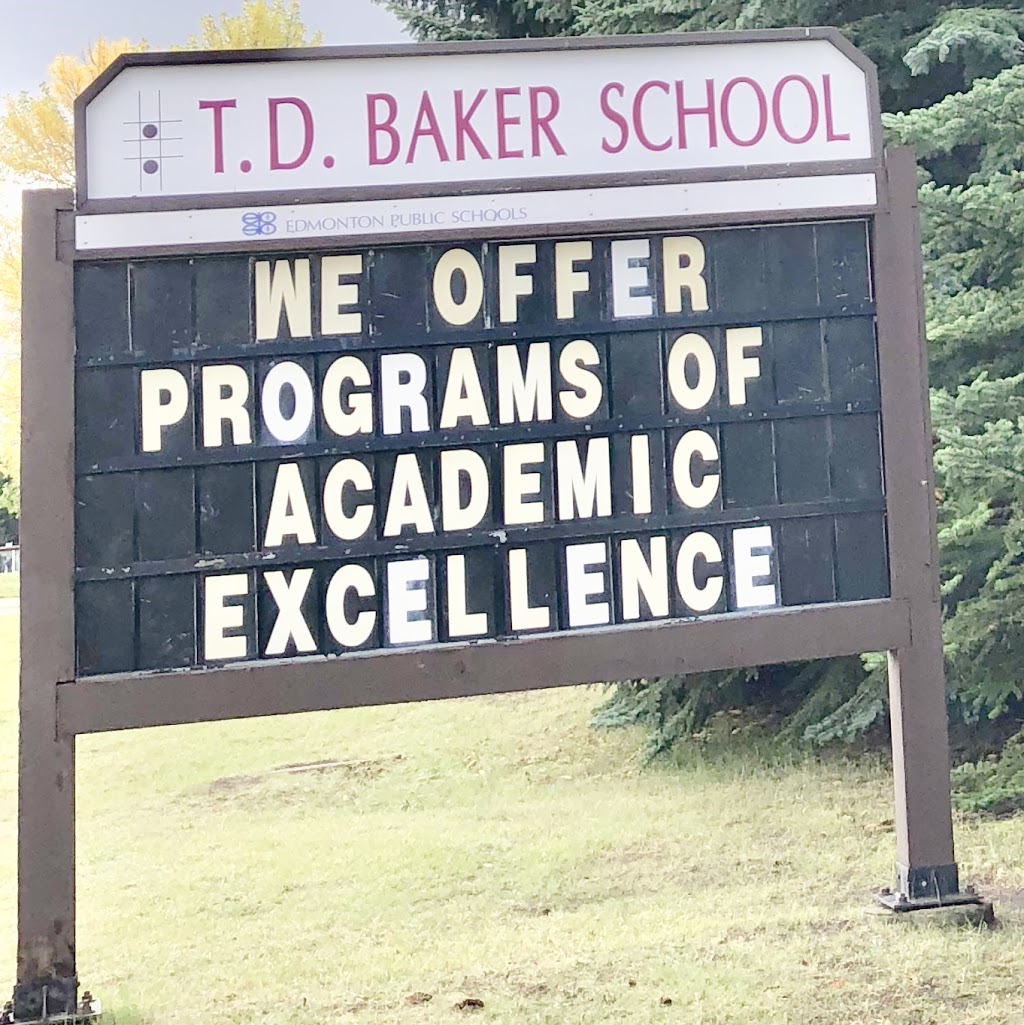 T.D. BAKER SCHOOL
EDMONTON PUBLIC SCHOOLS
WE OFFER
PROGRAMS OF
ACADEMIC
EXCELLENCE